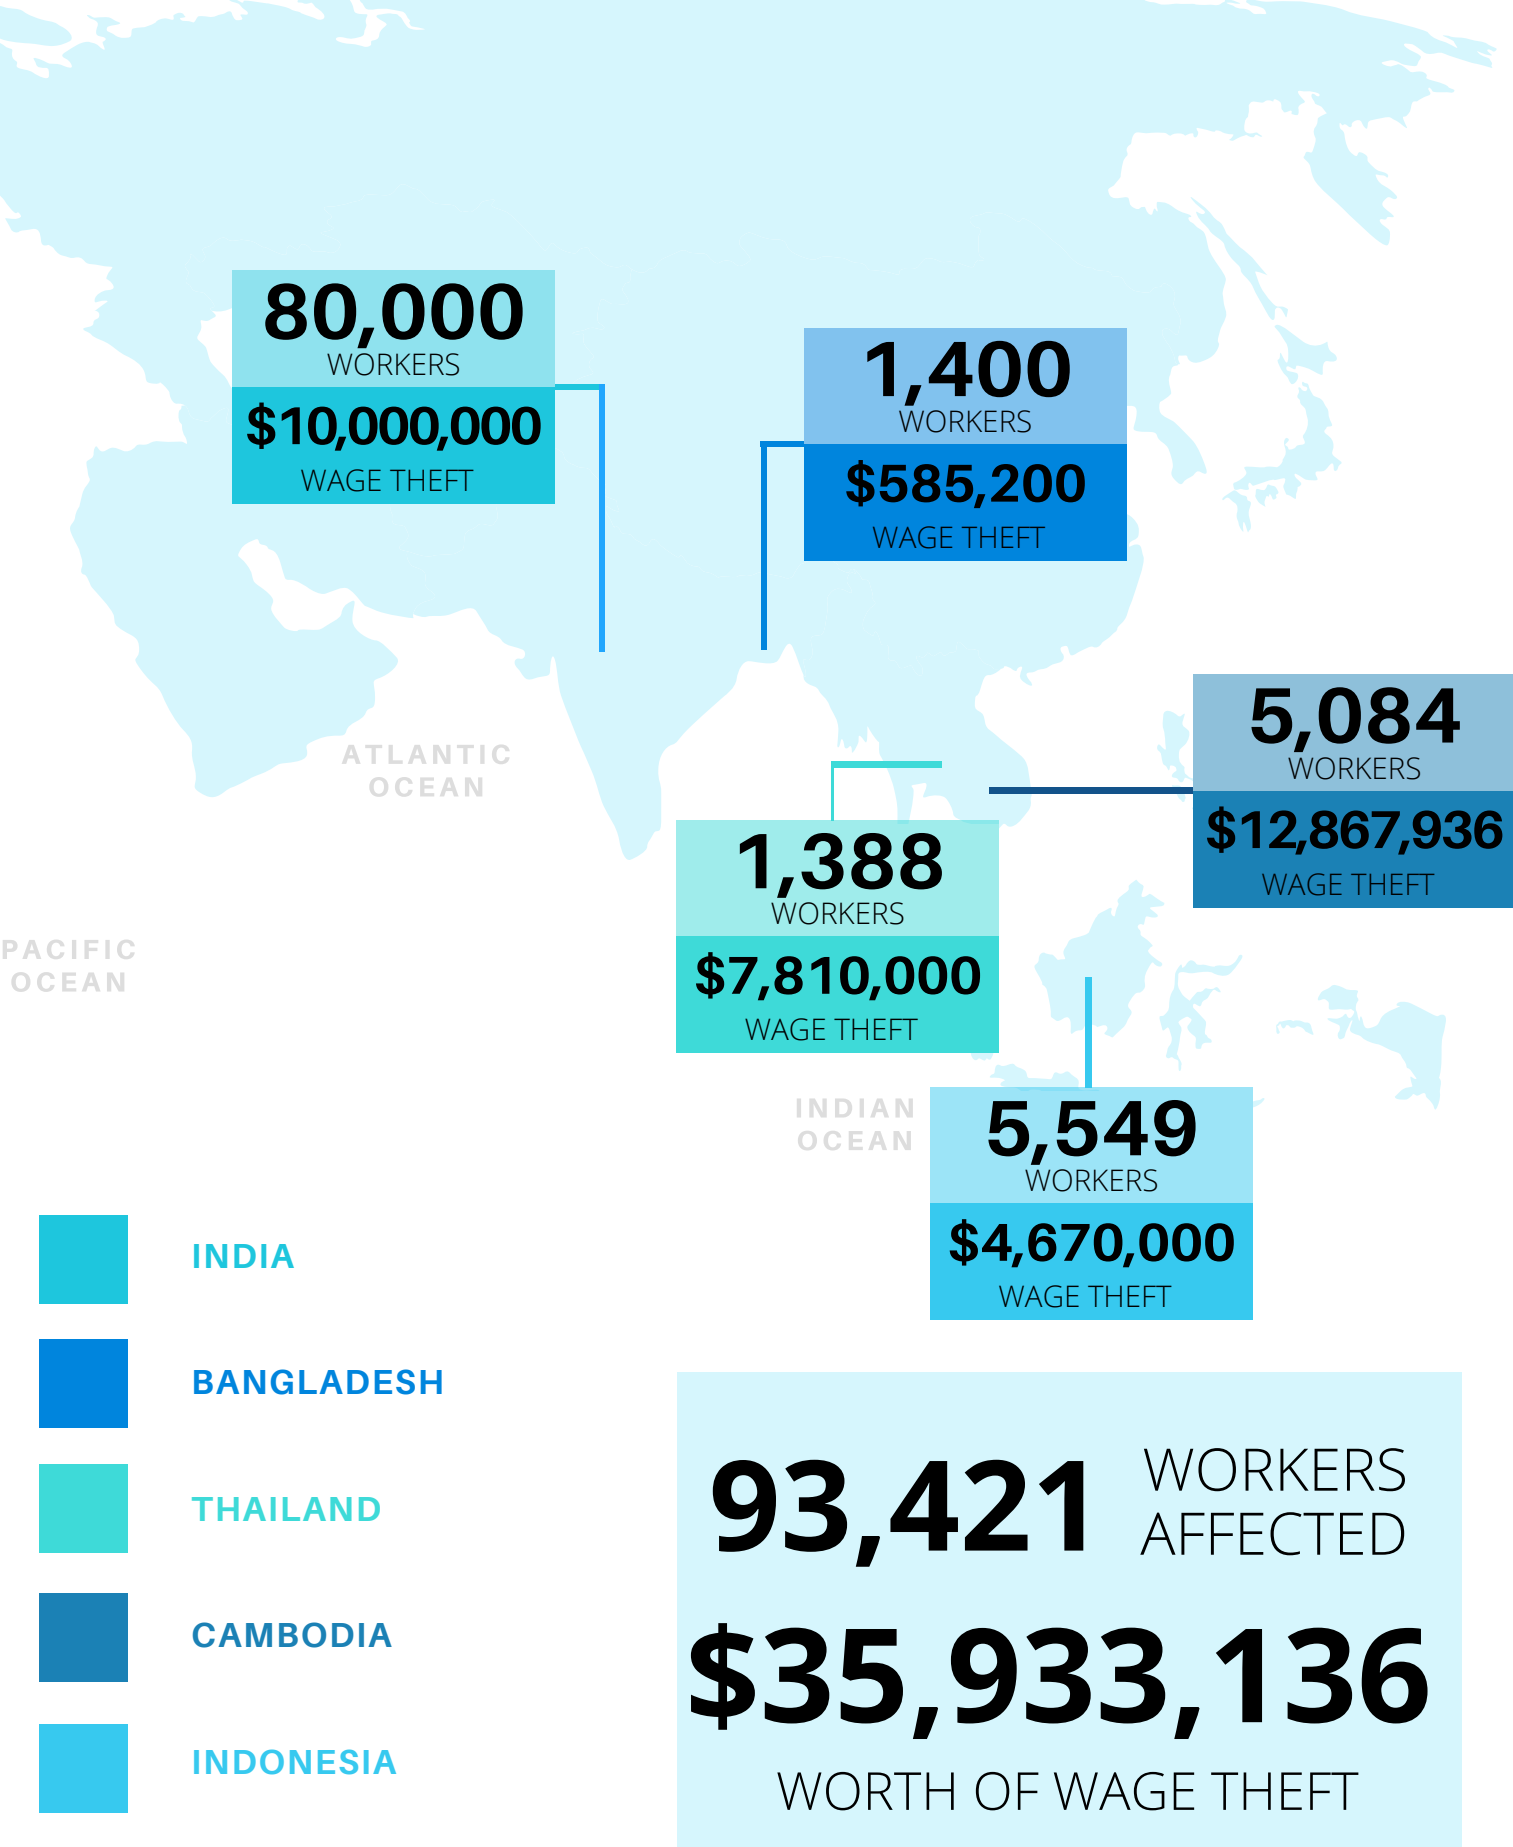 80,000
WORKERS
$10,000,000
WAGE THEFT
1,400
WORKERS
$585,200
WAGE THEFT
5,084
WORKERS
$12,867,936
WAGE THEFT
ATLANTIC
OCEAN
1,388
WORKERS
$7,810,000
WAGE THEFT
PACIFIC
OCEAN
INDIAN
OCEAN
5,549
WORKERS
$4,670,000
WAGE THEFT
INDIA
BANGLADESH
THAILAND
CAMBODIA
INDONESIA
93,421
WORKERS
AFFECTED
$35,933,136
WORTH OF WAGE THEFT